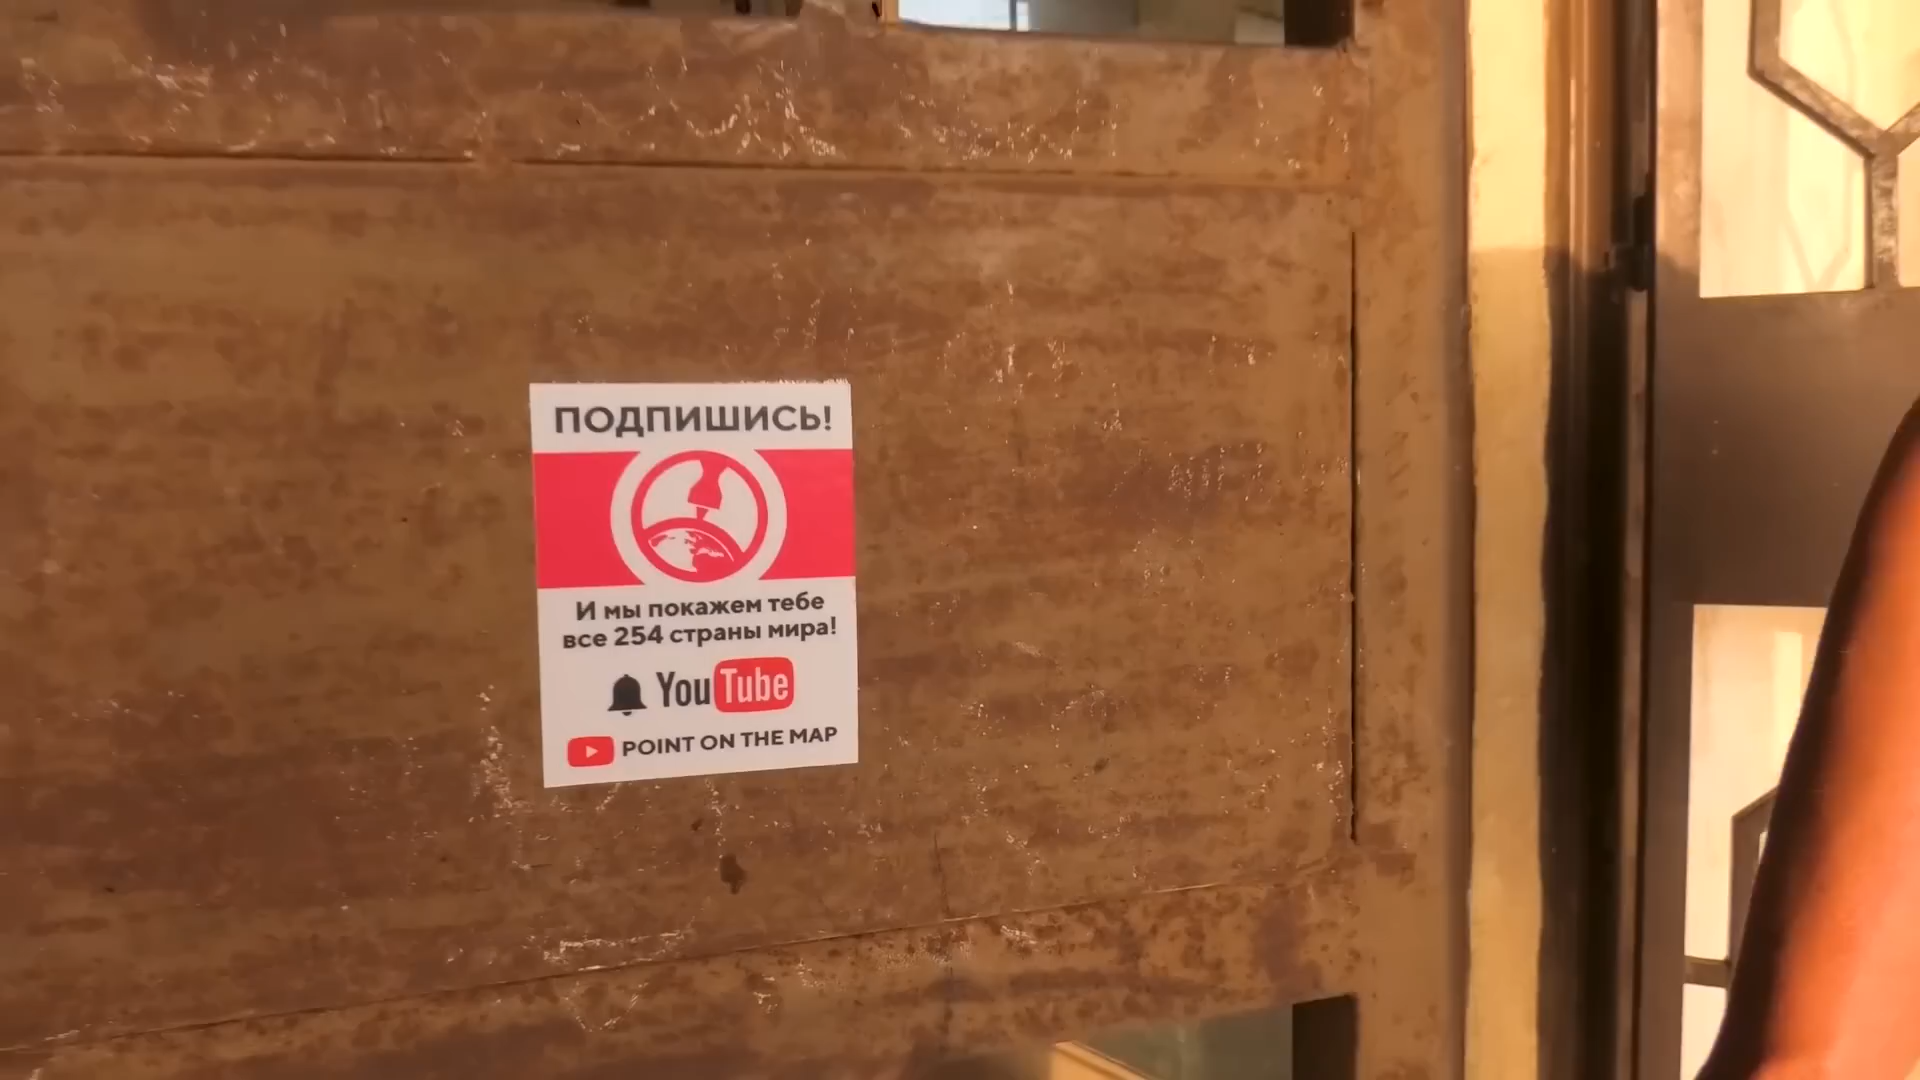 ПОДПИШИСЬ!
И мы покажем тебе
все 254 страны мира!
YouTube
POINT ON THE MAP